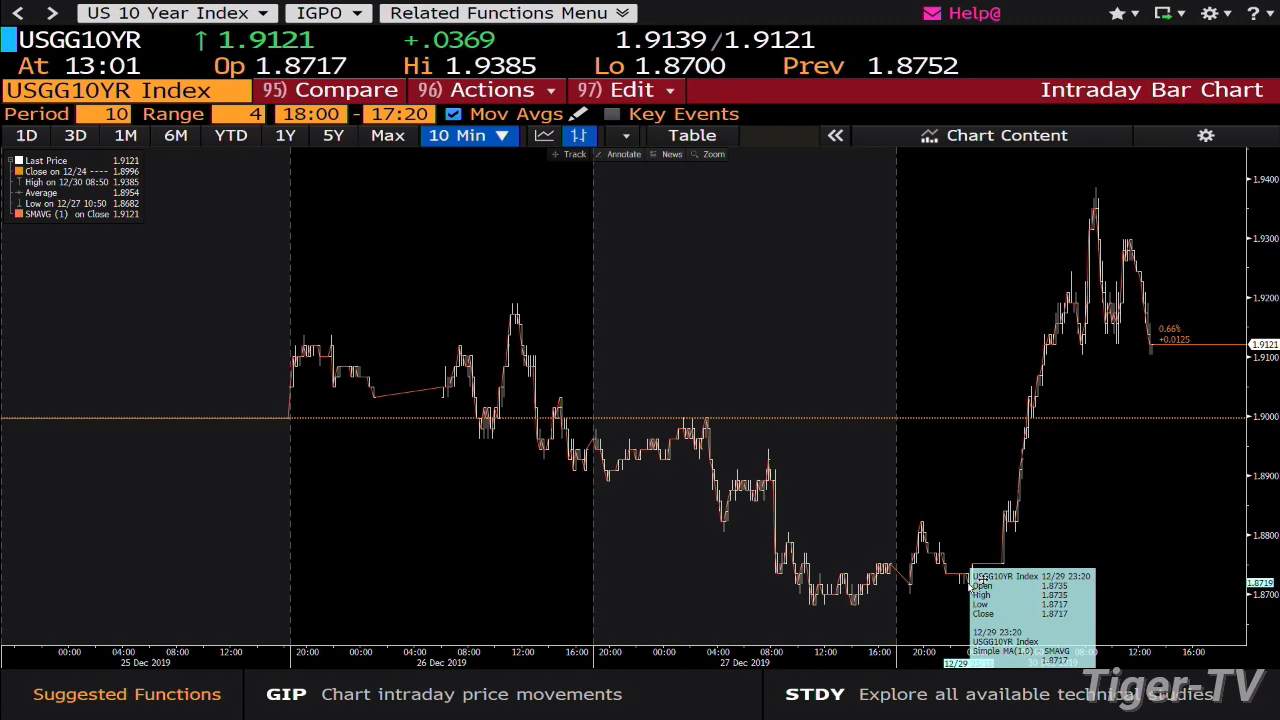 US 10 Year Index IGPO Related Functions Menu Help@ ?
USGG10YR ↑ 1.9121 +.0369 1.9139/1.9121
At 13:01 Op 1.8717 Hi 1.9385 Lo 1.8700 Prev 1.8752
USGG10YR Index 95) Compare 96) Actions 97) Edit Intraday Bar Chart
Period 10 Range 4 18:00 - 17:20 Mov Avgs Key Events
1D 3D 1M 6M YTD 1Y 5Y Max 10 Min ▼ Table « Chart Content
Track Annotate News Zoom
Last Price 1.9121
Close on 12/24 ---- 1.8996
High on 12/30 08:50 1.9385
Average 1.8954
Low on 12/27 10:50 1.8682
SMAVG (1) on Close 1.9121
1.9400
1.9300
1.9200
0.66%
+0.0125
1.9121
1.9100
1.9000
1.8900
1.8800
1.8719
1.8700
USGG10YR Index 12/29 23:20
Open 1.8735
High 1.8735
Low 1.8717
Close 1.8717
12/29 23:20
USGG10YR Index
Simple MA(1.0) SMAVG
1.8717
00:00 04:00 08:00 12:00 20:00 00:00 04:00 08:00 12:00 16:00 20:00 00:00 04:00 08:00 12:00 16:00 20:00 08:00 12:00 16:00
25 Dec 2019 26 Dec 2019 27 Dec 2019 12/29
Suggested Functions GIP Chart intraday price movements STDY Explore all available technical studies
Tiger-TV